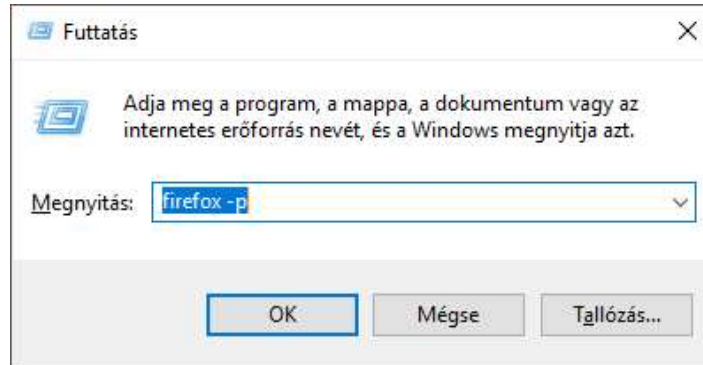 Futtatás
Adja meg a program, a mappa, a dokumentum vagy az
internetes erőforrás nevét, és a Windows megnyitja azt.
Megnyitás: firefox -p
OK Mégse Tallózás...